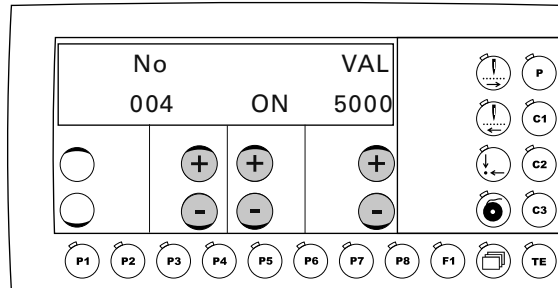 No VAL
004 ON 5000
P
C1
+ + + C2
- - - C3
P1 P2 P3 P4 P5 P6 P7 P8 F1 TE